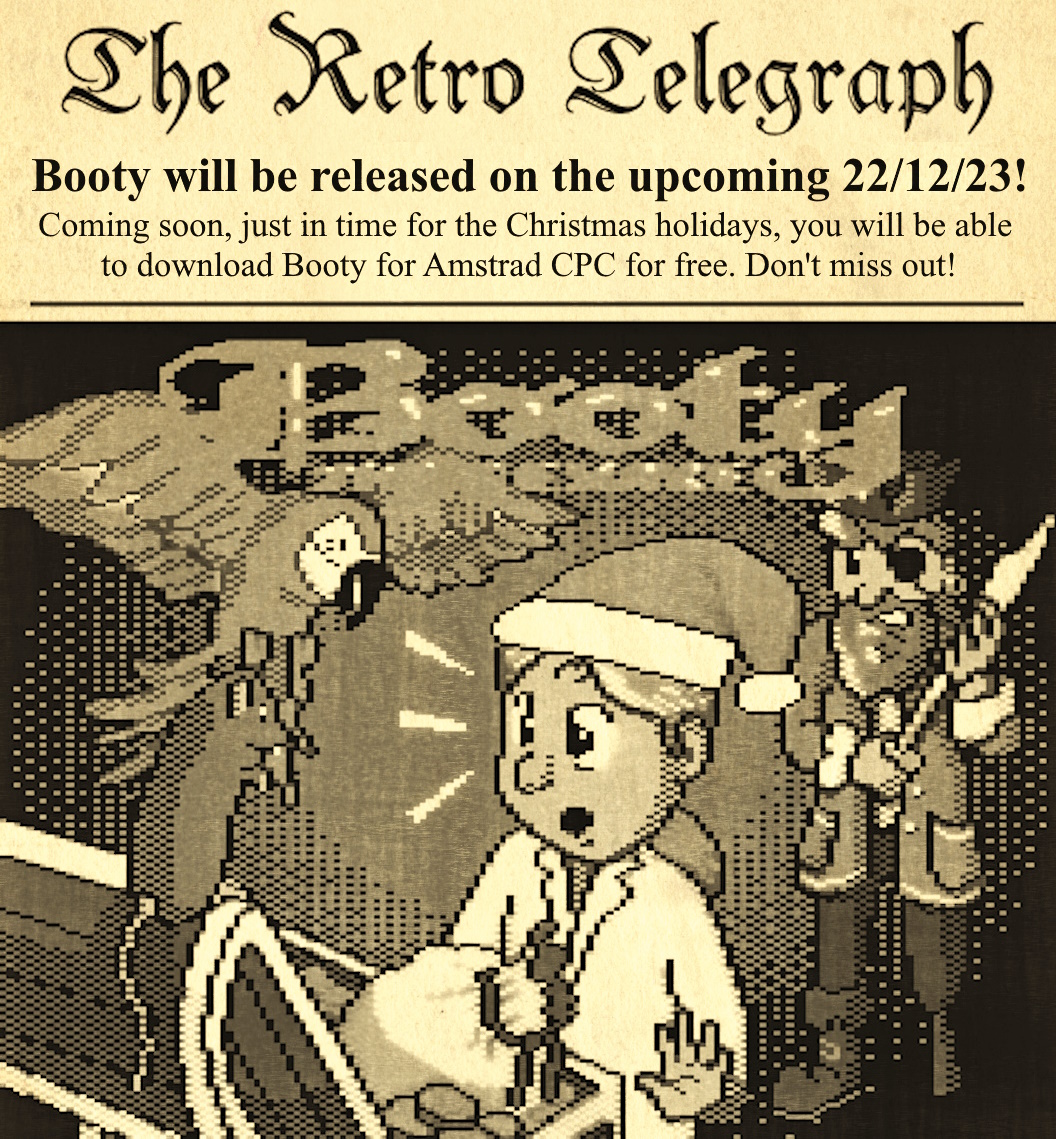 The Retro Telegraph
Booty will be released on the upcoming 22/12/23!
Coming soon, just in time for the Christmas holidays, you will be able
to download Booty for Amstrad CPC for free. Don't miss out!
BOOTY